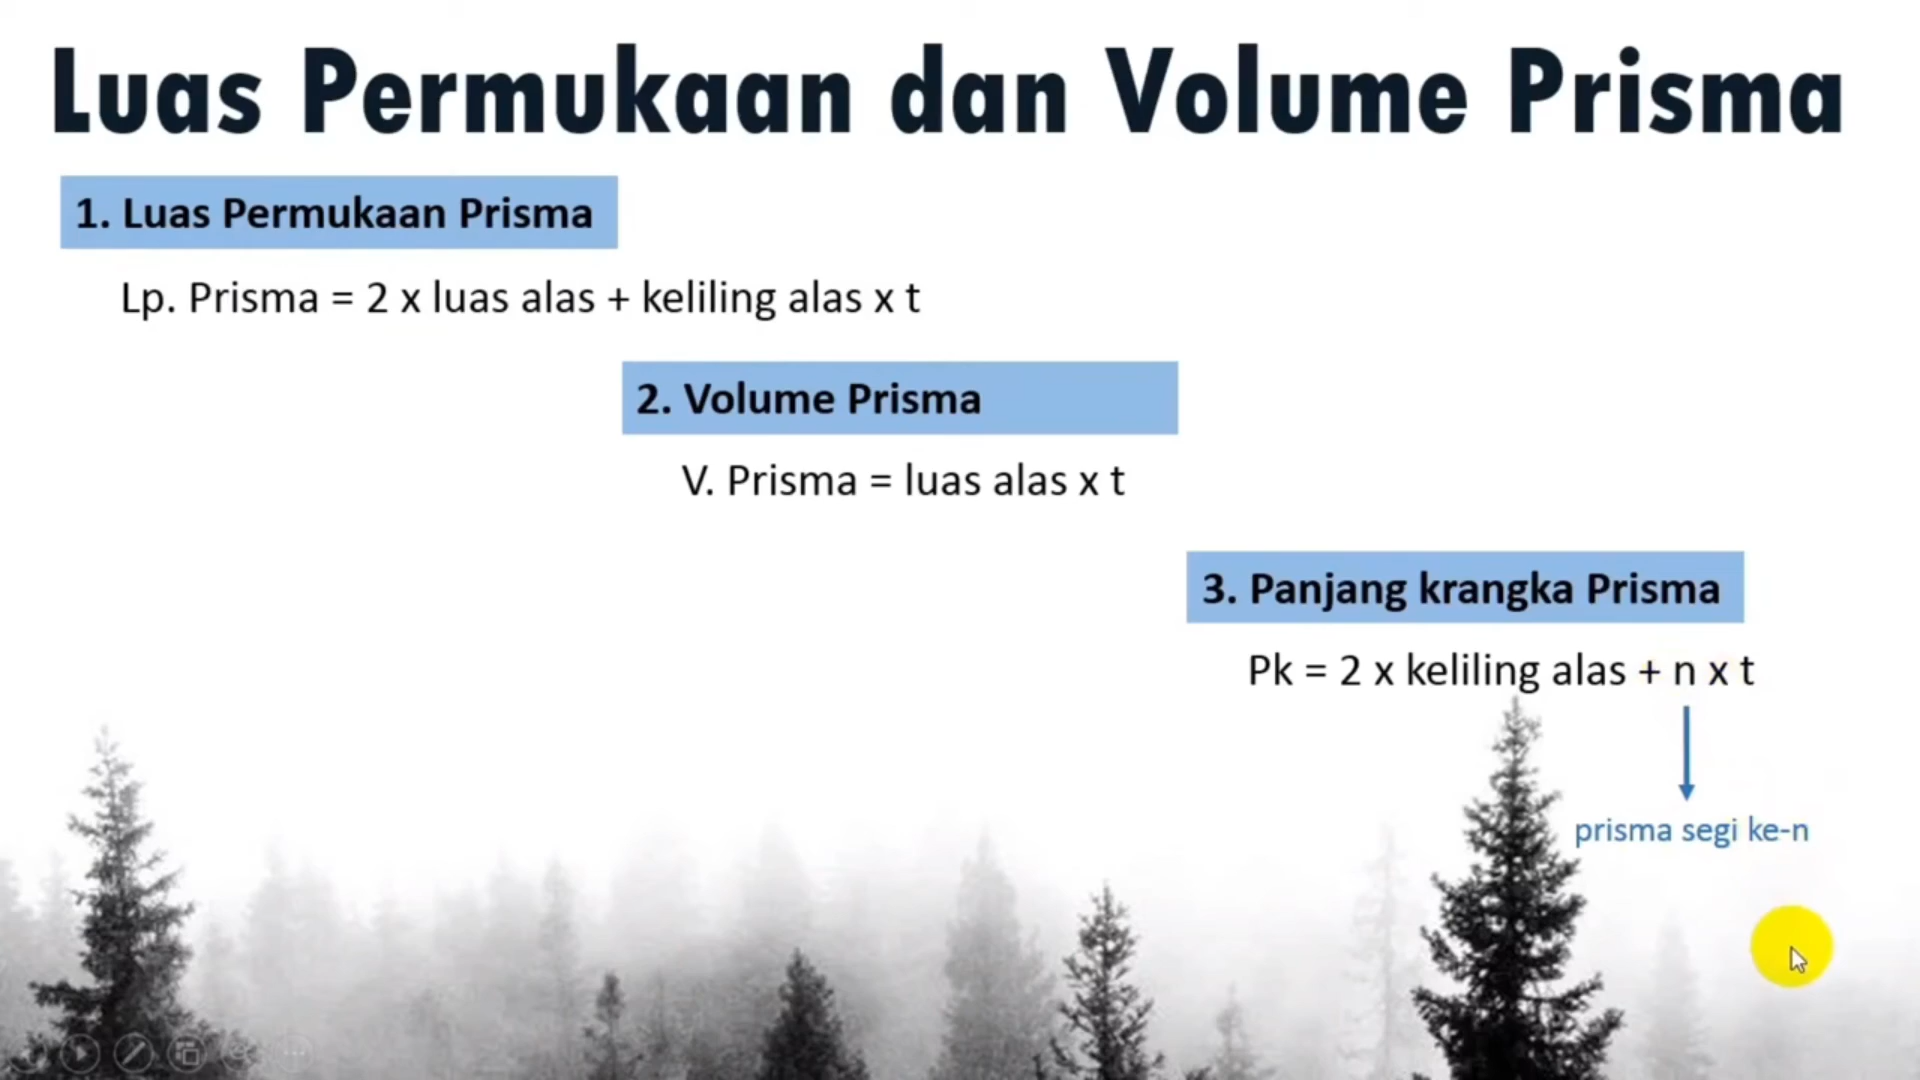 Luas Permukaan dan Volume Prisma
1. Luas Permukaan Prisma
Lp. Prisma = 2 x luas alas + keliling alas x t
2. Volume Prisma
V. Prisma = luas alas x t
3. Panjang krangka Prisma
Pk = 2 x keliling alas + n x t
prisma segi ke-n